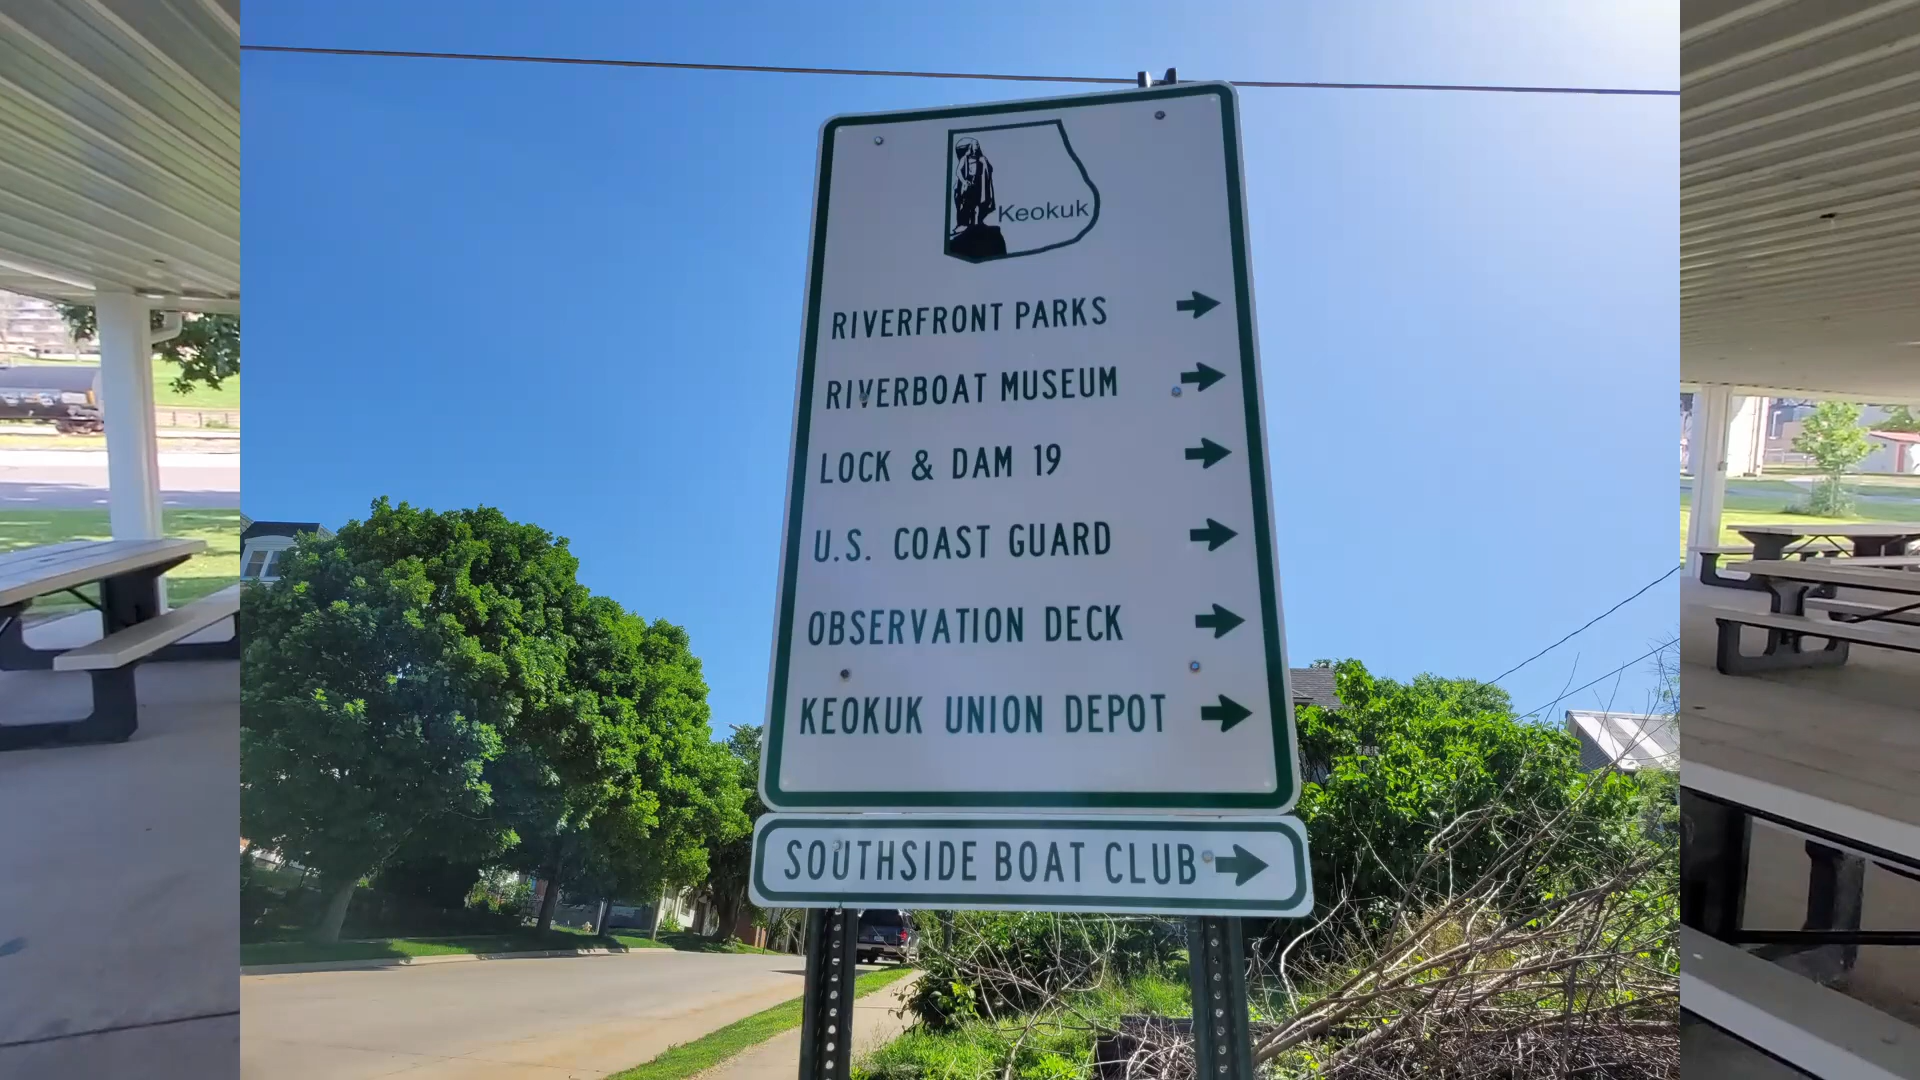 Keokuk
RIVERFRONT PARKS
RIVERBOAT MUSEUM
LOCK & DAM 19
U.S. COAST GUARD
OBSERVATION DECK
KEOKUK UNION DEPOT
SOUTHSIDE BOAT CLUB